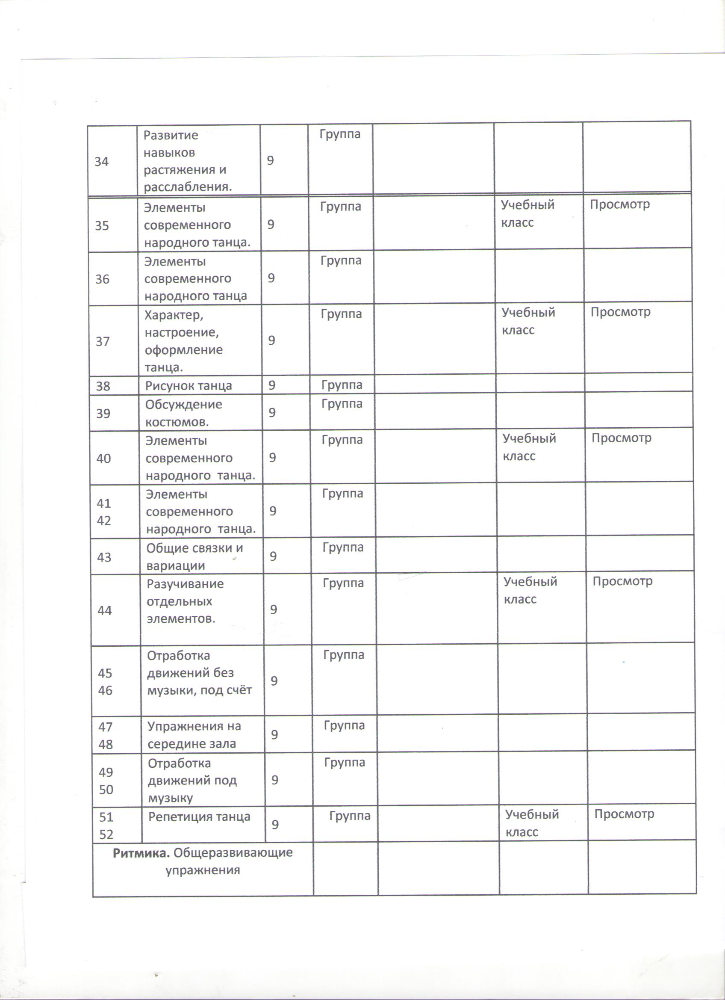 34
Развитие
навыков
растяжения и
расслабления.
9
Группа
35
Элементы
современного
народного танца.
9
Группа
Учебный
класс
Просмотр
36
Элементы
современного
народного танца
9
Группа
37
Характер,
настроение,
оформление
танца.
9
Группа
Учебный
класс
Просмотр
38
Рисунок танца
9
Группа
39
Обсуждение
костюмов.
9
Группа
40
Элементы
современного
народного танца.
9
Группа
Учебный
класс
Просмотр
41
42
Элементы
современного
народного танца.
9
Группа
43
Общие связки и
вариации
9
Группа
44
Разучивание
отдельных
элементов.
9
Группа
Учебный
класс
Просмотр
45
46
Отработка
движений без
музыки, под счёт
9
Группа
47
48
Упражнения на
середине зала
9
Группа
49
50
Отработка
движений под
музыку
9
Группа
51
52
Репетиция танца
9
Группа
Учебный
класс
Просмотр
Ритмика. Общеразвивающие
упражнения